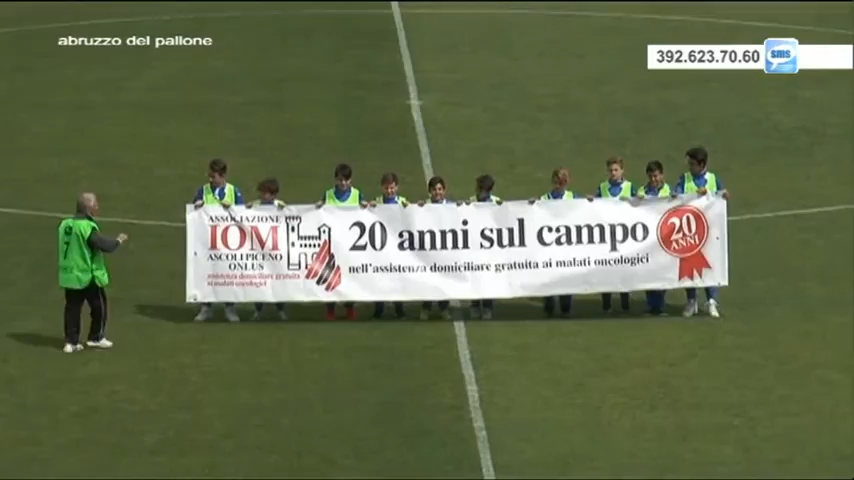 abruzzo del pallone
392.623.70.60
sms
ASSOCIAZIONE
IOM
ASCOLI PICENO
ONLUS
assistenza domiciliare gratuita
ai malati oncologici
20 anni sul campo
nell'assistenza domiciliare gratuita ai malati oncologici
20
ANNI
7